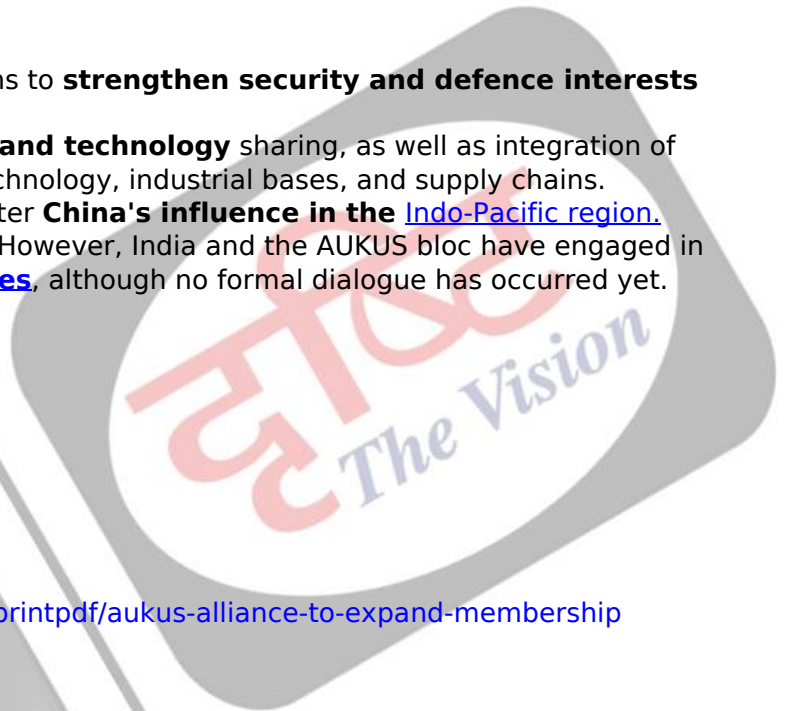 ns to strengthen security and defence interests
and technology sharing, as well as integration of
chnology, industrial bases, and supply chains.
ter China's influence in the Indo-Pacific region.
However, India and the AUKUS bloc have engaged in
es, although no formal dialogue has occurred yet.
दृष्टि
The Vision
printpdf/aukus-alliance-to-expand-membership